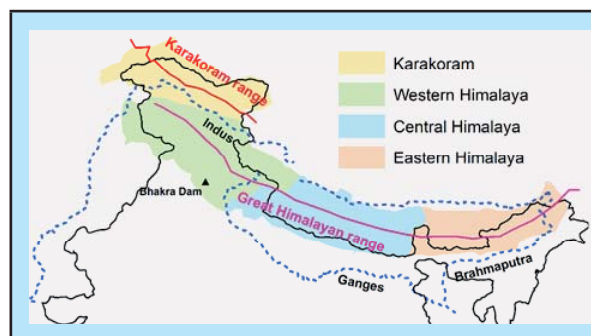 Karakoram range
Karakoram
Western Himalaya
Central Himalaya
Eastern Himalaya
Indus
Bhakra Dam
Great Himalayan range
Ganges
Brahmaputra